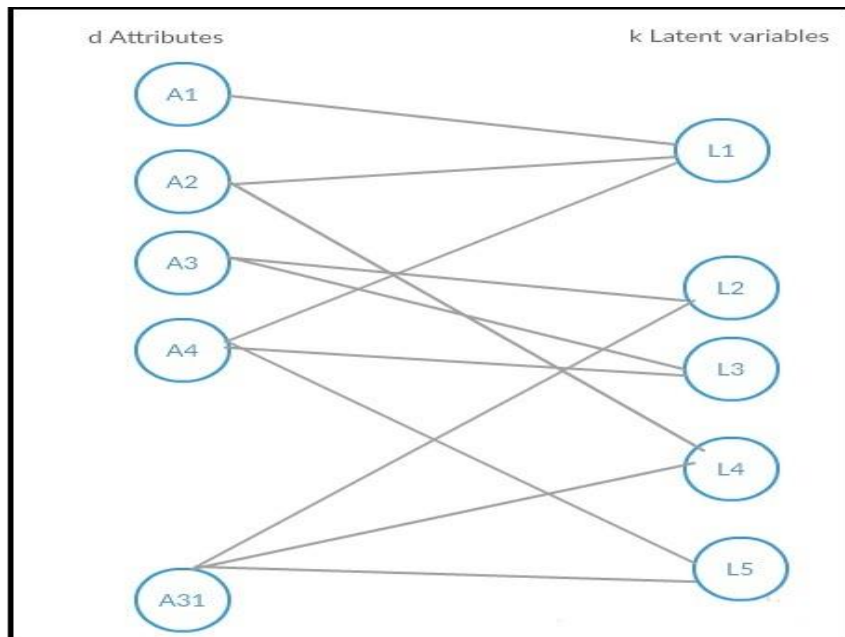 d Attributes
k Latent variables
A1
L1
A2
A3
L2
A4
L3
L4
L5
A31